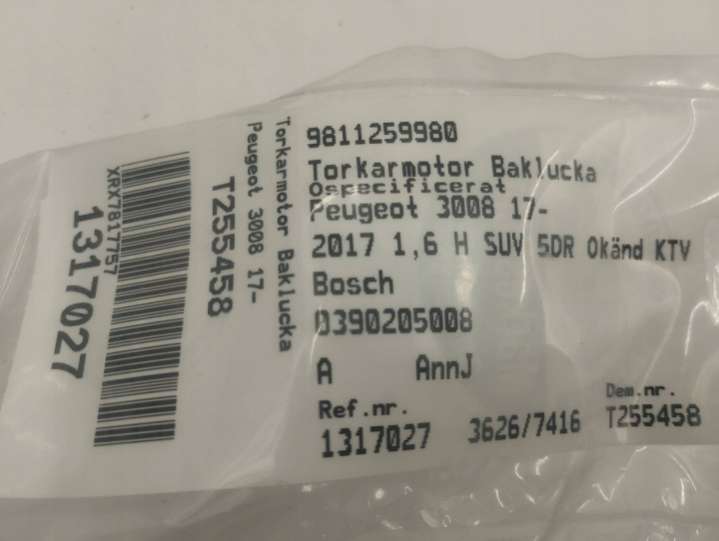 9811259980
Torkarmotor Baklucka
Ospecificerat
Peugeot 3008 17-
2017 1,6 H SUV 5DR Okänd KTV
Bosch
0390205008
A AnnJ
Ref.nr.
1317027
3626/7416
Dem.nr.
T255458
Torkarmotor Baklucka
Peugeot 3008 17-
T255458
XRX7817757
1317027